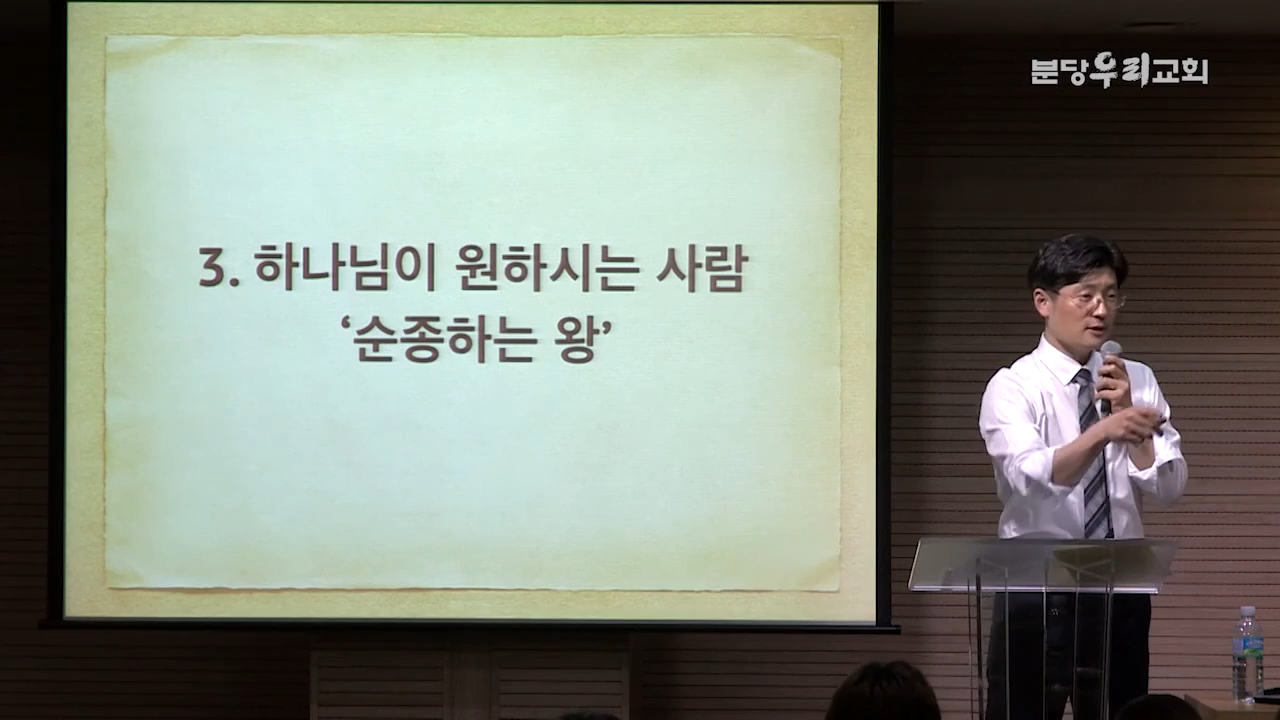 분당우리교회
3. 하나님이 원하시는 사람
‘순종하는 왕’